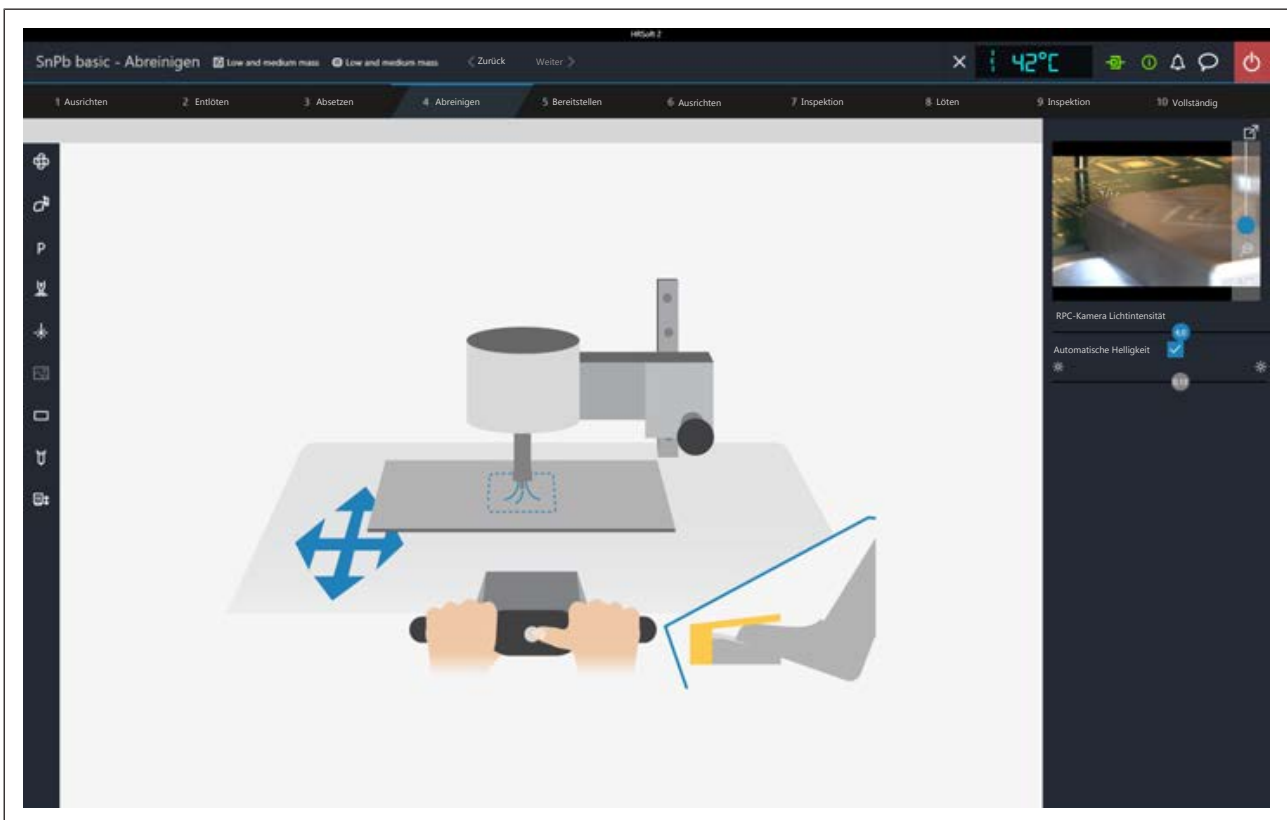 HRSoft 2
SnPb basic - Abreinigen Low and medium mass Low and medium mass Zurück Weiter
42°C
1 Ausrichten 2 Entlöten 3 Absetzen 4 Abreinigen 5 Bereitstellen 6 Ausrichten 7 Inspektion 8 Löten 9 Inspektion 10 Vollständig
P
RPC-Kamera Lichtintensität
Automatische Helligkeit